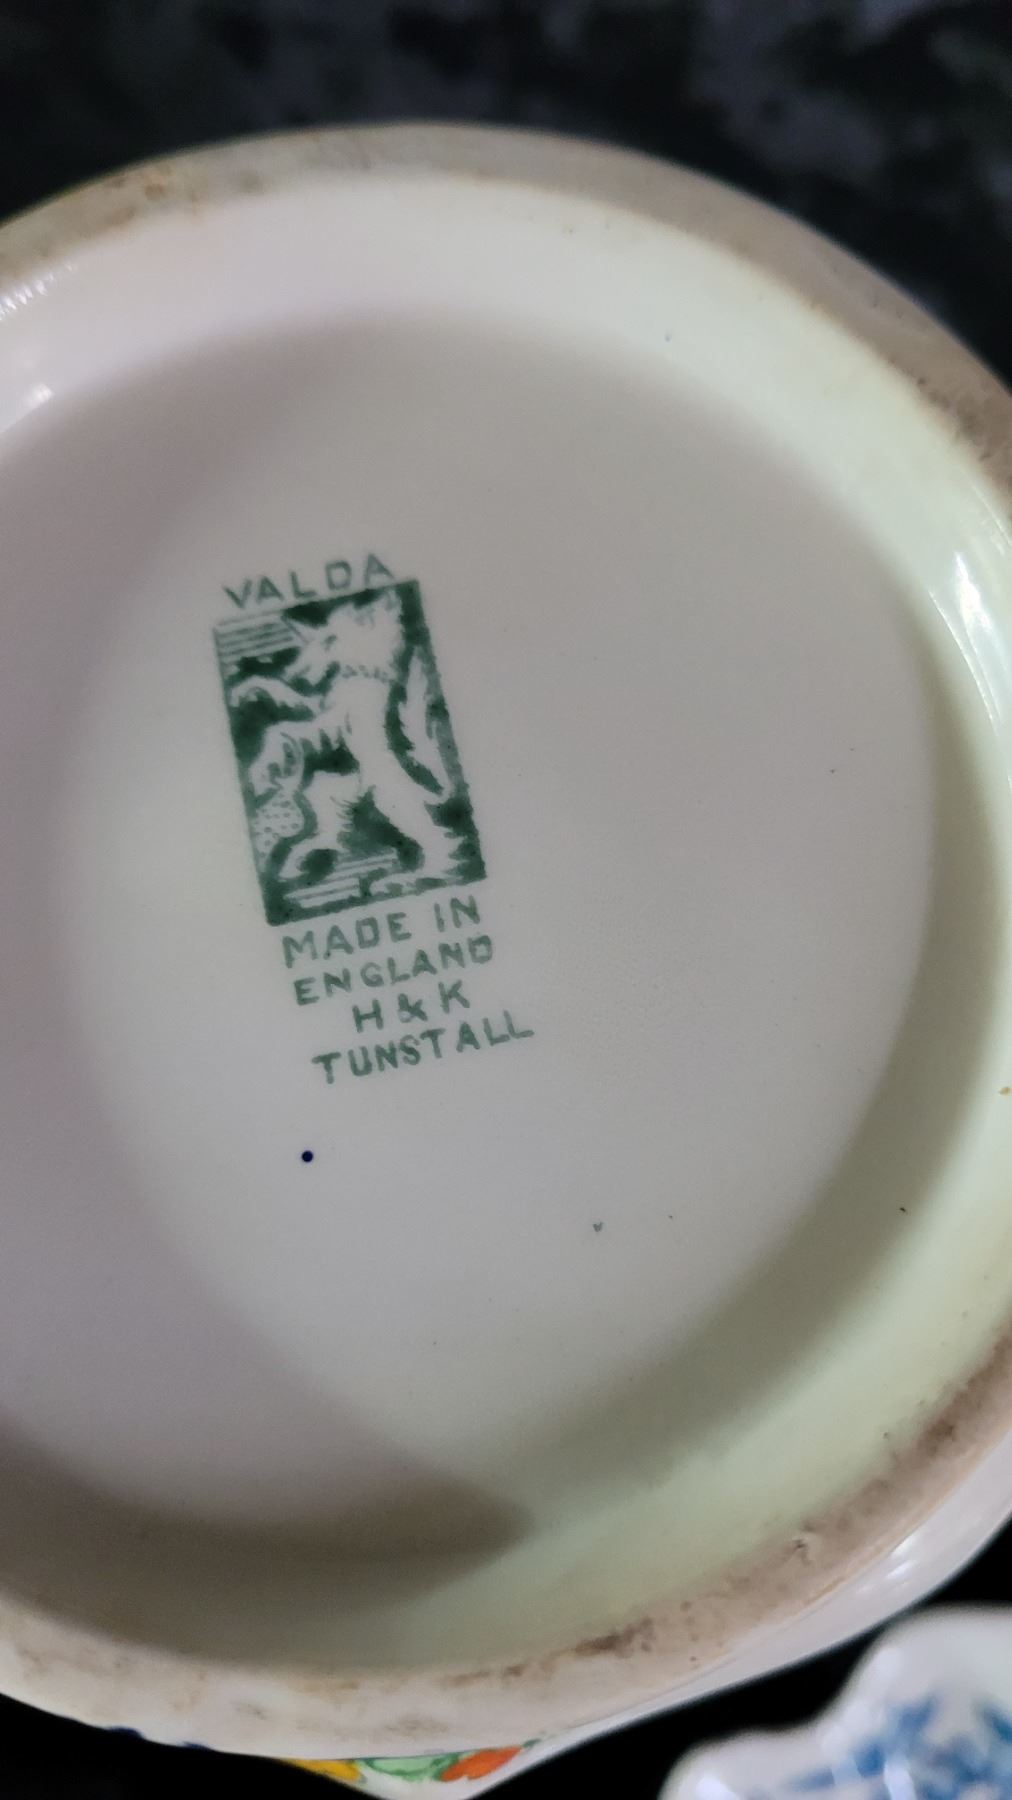 VALDA
MADE IN
ENGLAND
H & K
TUNSTALL